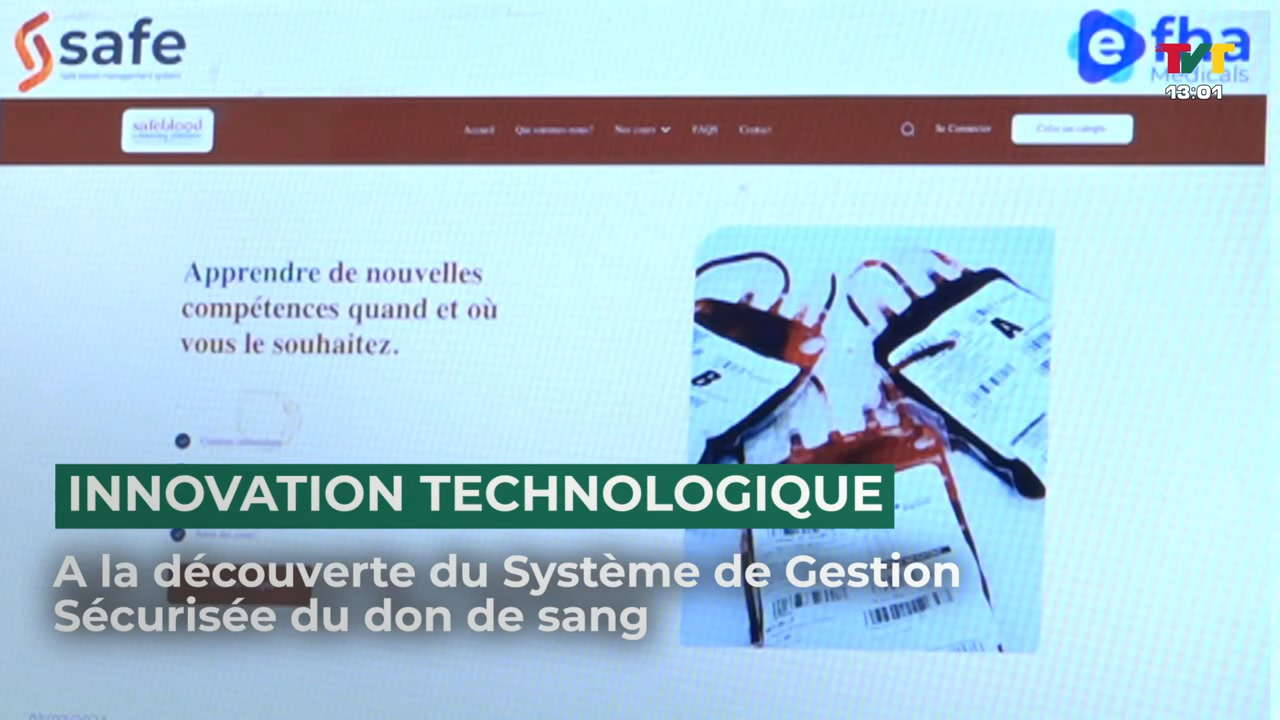 safe
Safe blood management system
efha
Medicals
TVT
13:01
safeblood
Accueil Qui sommes-nous? Nos cours FAQS Contact Se Connecter Créer un compte
Apprendre de nouvelles
compétences quand et où
vous le souhaitez.
B
A
INNOVATION TECHNOLOGIQUE
A la découverte du Système de Gestion
Sécurisée du don de sang